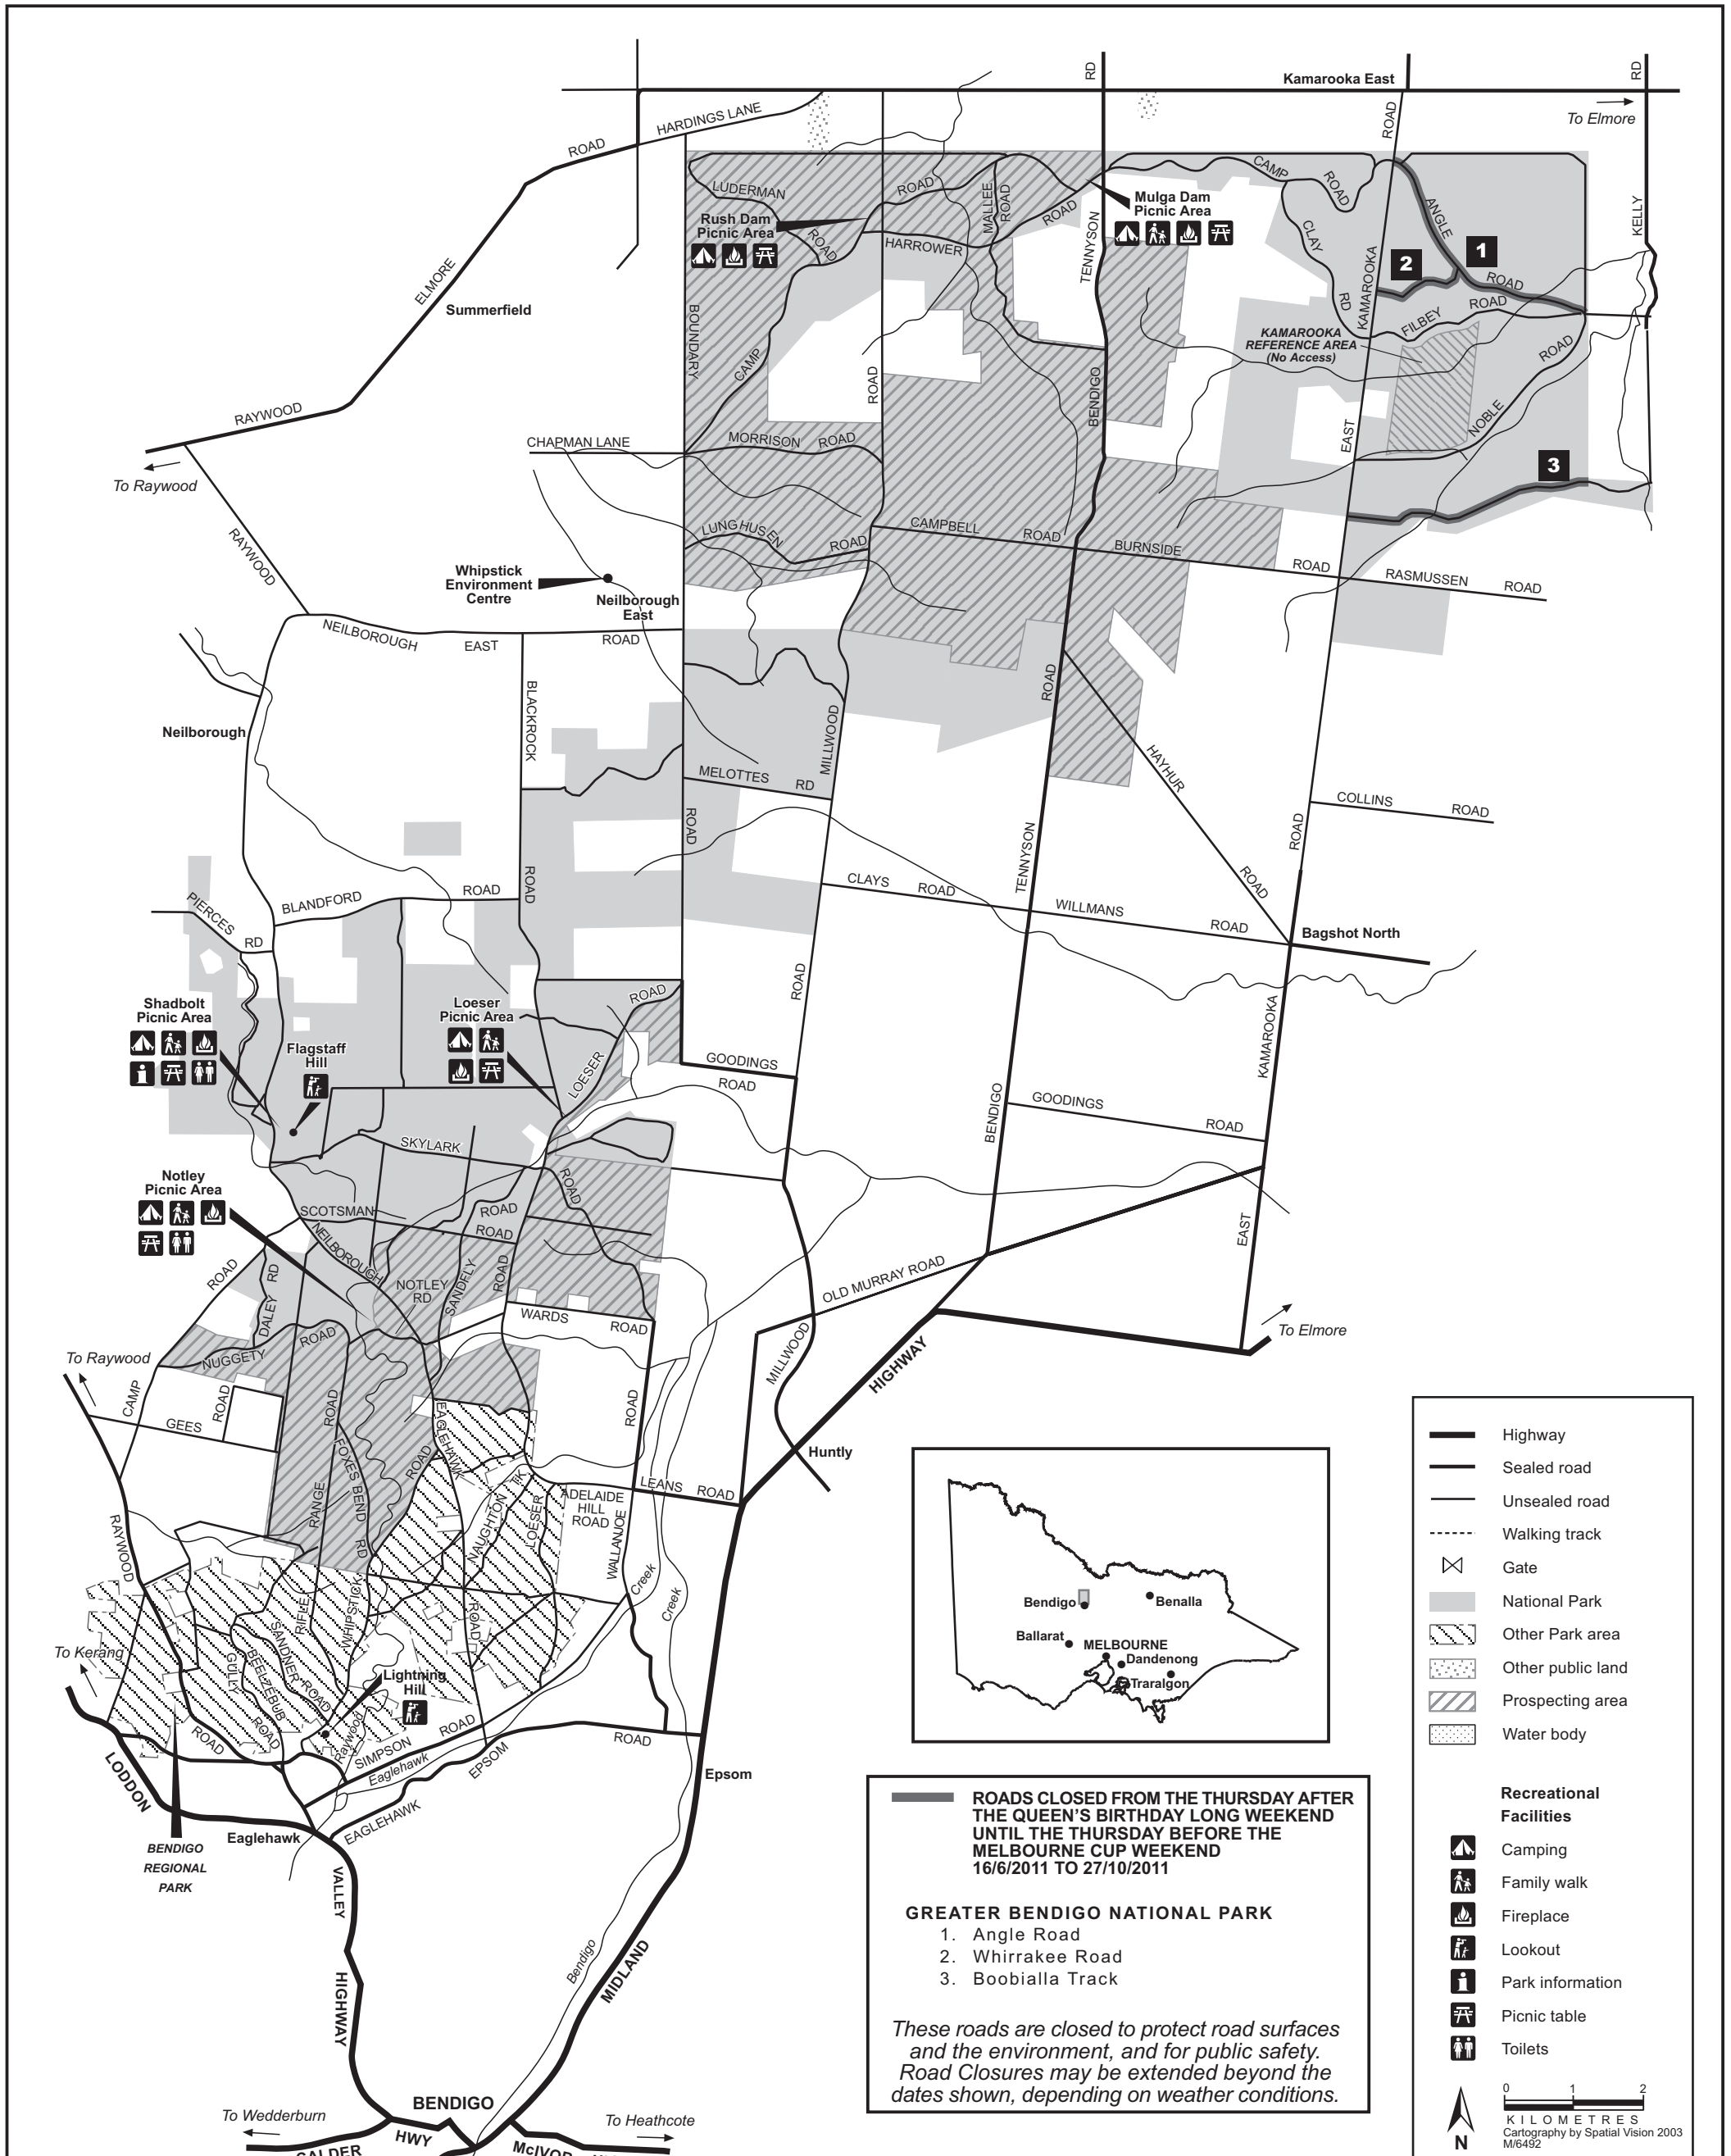 Kamarooka East
RD
RD
To Elmore
HARDINGS LANE
ROAD
ROAD
LUDERMAN
ROAD
Rush Dam
Picnic Area
ROAD
HARROWER
MALLEE
ROAD
ROAD
Mulga Dam
Picnic Area
TENNYSON
CAMP
ROAD
CLAY
RD
ANGLE
ROAD
KELLY
1
2
KAMAROOKA
FILBEY
ROAD
KAMAROOKA
REFERENCE AREA
(No Access)
ROAD
NOBLE
EAST
3
ELMORE
Summerfield
BOUNDARY
CAMP
ROAD
BENDIGO
RAYWOOD
To Raywood
CHAPMAN LANE
MORRISON
ROAD
RAYWOOD
LUNGHUSEN
ROAD
CAMPBELL
ROAD
BURNSIDE
ROAD
RASMUSSEN
ROAD
Whipstick
Environment
Centre
Neilborough
East
NEILBOROUGH
EAST
ROAD
BLACKROCK
ROAD
Neilborough
MILLWOOD
MELOTTES
RD
ROAD
HAYHUR
ROAD
COLLINS
ROAD
ROAD
TENNYSON
ROAD
CLAYS
ROAD
WILLMANS
ROAD
Bagshot North
PIERCES
RD
BLANDFORD
ROAD
ROAD
Shadbolt
Picnic Area
Flagstaff
Hill
Loeser
Picnic Area
ROAD
LOESER
GOODINGS
ROAD
KAMAROOKA
BENDIGO
GOODINGS
ROAD
SKYLARK
Notley
Picnic Area
SCOTSMAN
ROAD
ROAD
ROAD
NEILBOROUGH
NOTLEY
RD
SANDFLY
ROAD
ROAD
DALEY
RD
EAST
OLD MURRAY ROAD
WARDS
ROAD
MILLWOOD
HIGHWAY
To Elmore
To Raywood
NUGGETY
ROAD
CAMP
GEES
ROAD
ROAD
FOXES BEND
RD
RANGE
ROAD
EAGLEHAWK
ROAD
Huntly
LEANS
ROAD
ADELAIDE
HILL
ROAD
NAUGHTON
TK
LOESER
WALLANJOE
RAYWOOD
Creek
Creek
RIFLE
WHIPSTICK
ROAD
To Kerang
SANDNER
ROAD
BEELZEBUB
ROAD
GULLY
ROAD
Lightning
Hill
Raywood
SIMPSON
ROAD
Eaglehawk
EPSOM
ROAD
Epsom
LODDON
EAGLEHAWK
Eaglehawk
BENDIGO
REGIONAL
PARK
VALLEY
HIGHWAY
Bendigo
MIDLAND
BENDIGO
To Wedderburn
To Heathcote
CALDER
HWY
McIVOR
Bendigo
Benalla
Ballarat
MELBOURNE
Dandenong
Traralgon
ROADS CLOSED FROM THE THURSDAY AFTER
THE QUEEN'S BIRTHDAY LONG WEEKEND
UNTIL THE THURSDAY BEFORE THE
MELBOURNE CUP WEEKEND
16/6/2011 TO 27/10/2011
GREATER BENDIGO NATIONAL PARK
1. Angle Road
2. Whirrakee Road
3. Boobialla Track
These roads are closed to protect road surfaces
and the environment, and for public safety.
Road Closures may be extended beyond the
dates shown, depending on weather conditions.
Highway
Sealed road
Unsealed road
Walking track
Gate
National Park
Other Park area
Other public land
Prospecting area
Water body
Recreational
Facilities
Camping
Family walk
Fireplace
Lookout
Park information
Picnic table
Toilets
0 1 2
KILOMETRES
Cartography by Spatial Vision 2003
M/6492
N